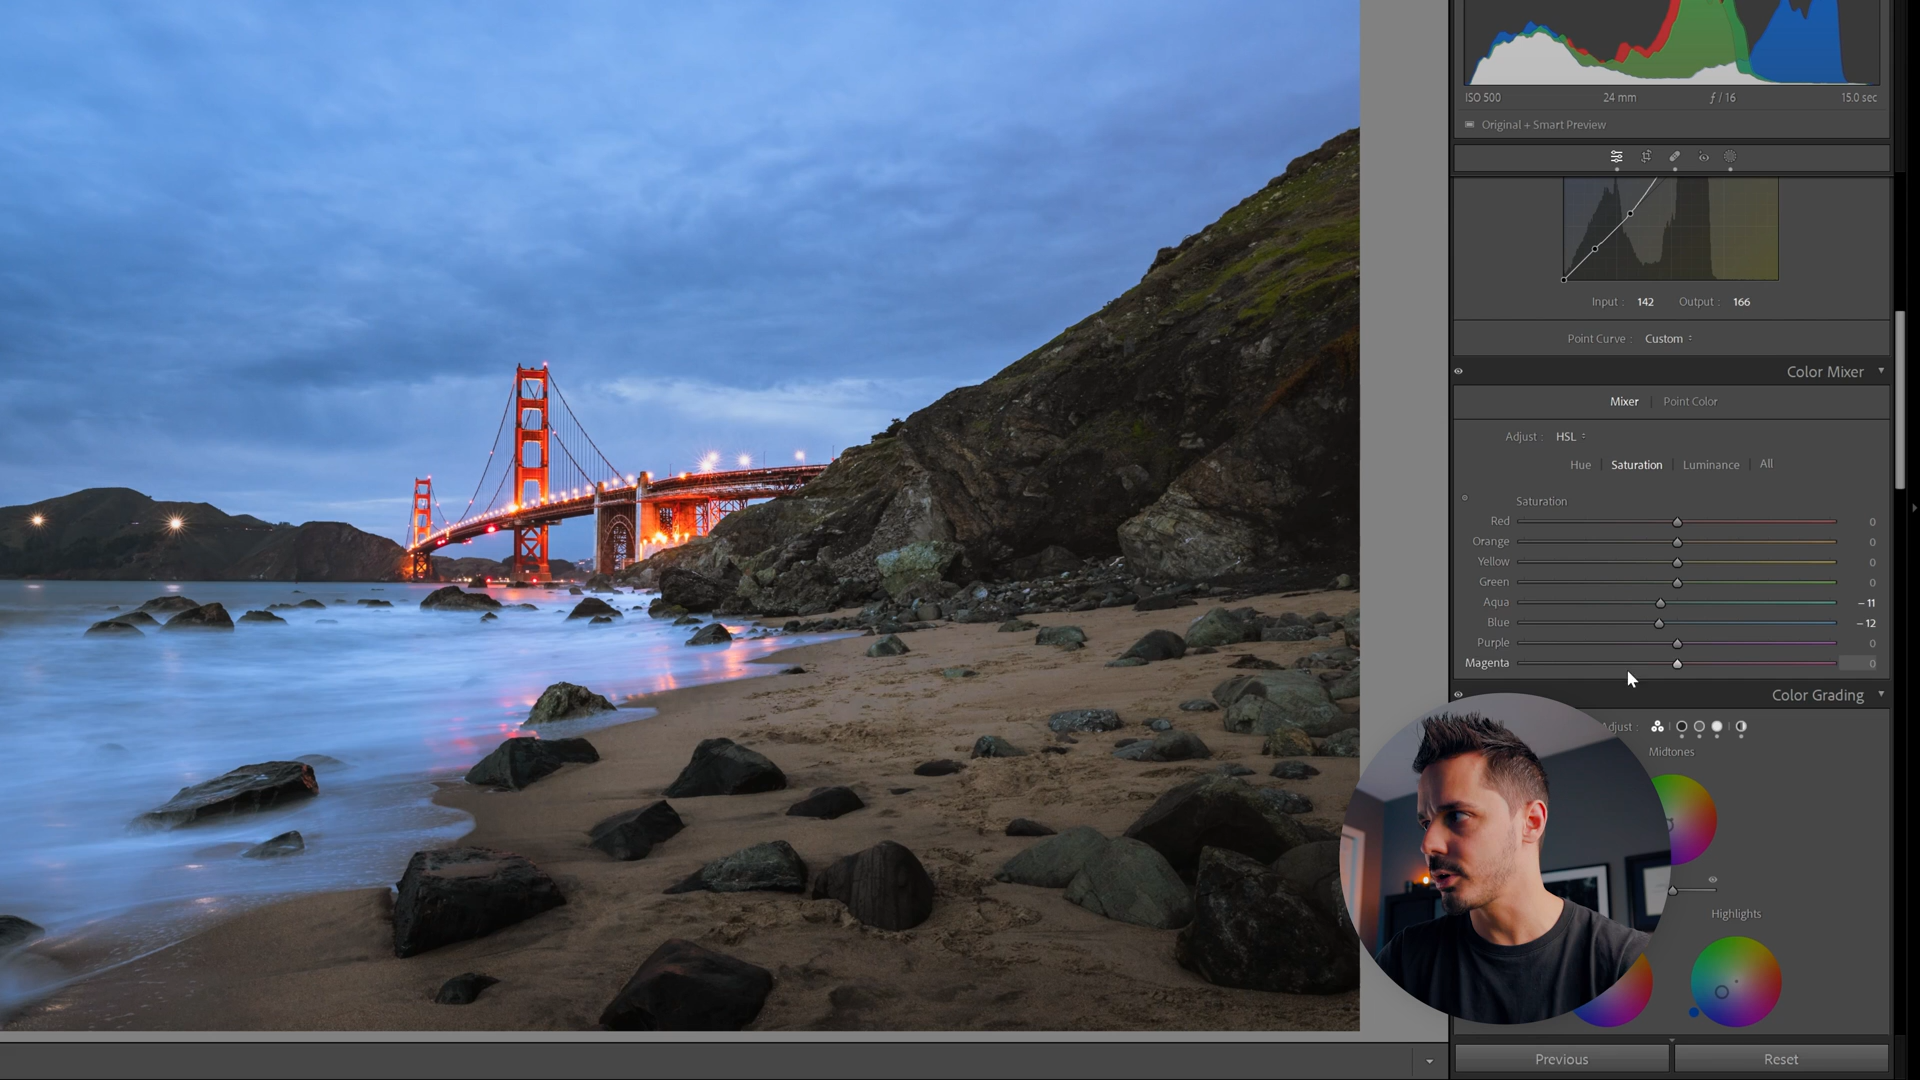 ISO 500 24 mm ƒ / 16 15.0 sec
Original + Smart Preview
Input : 142 Output : 166
Point Curve : Custom
Color Mixer
Mixer | Point Color
Adjust : HSL
Hue | Saturation | Luminance | All
Saturation
Red 0
Orange 0
Yellow 0
Green 0
Aqua – 11
Blue – 12
Purple 0
Magenta 0
Color Grading
Adjust :
Midtones
Highlights
Previous Reset